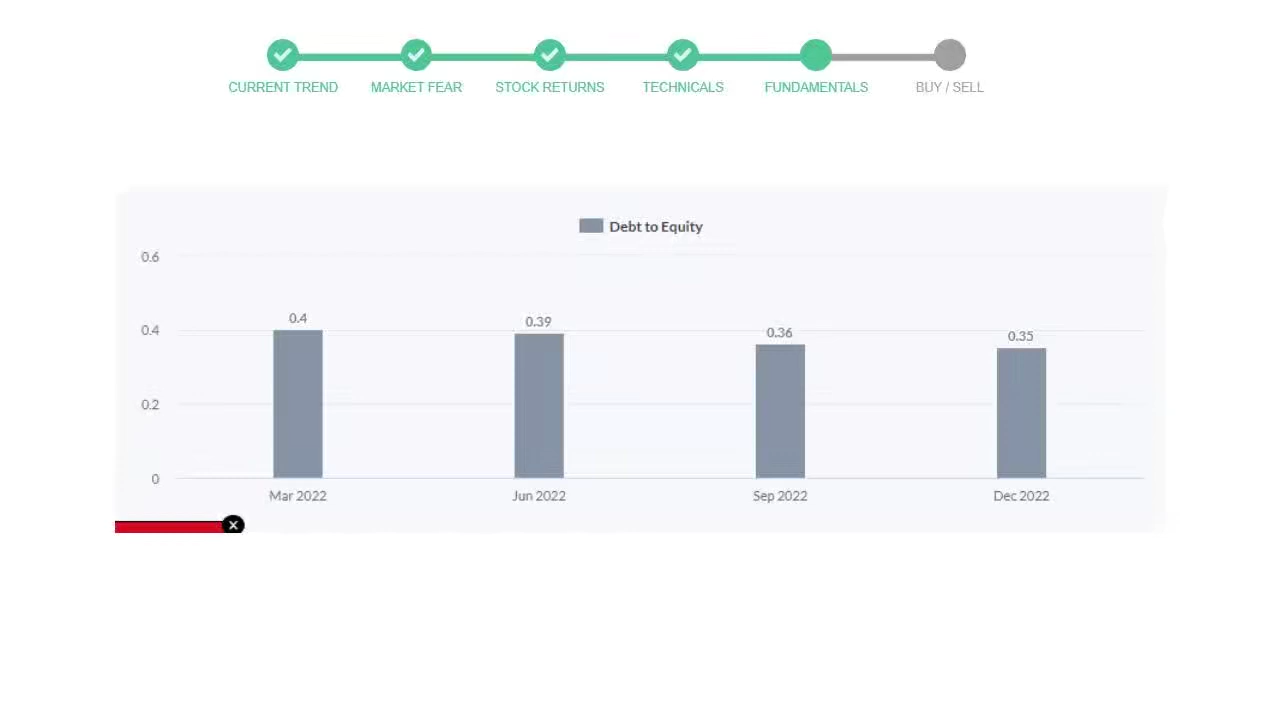 CURRENT TREND MARKET FEAR STOCK RETURNS TECHNICALS FUNDAMENTALS BUY / SELL
Debt to Equity
0.6
0.4
0.2
0
0.4 0.39 0.36 0.35
Mar 2022 Jun 2022 Sep 2022 Dec 2022